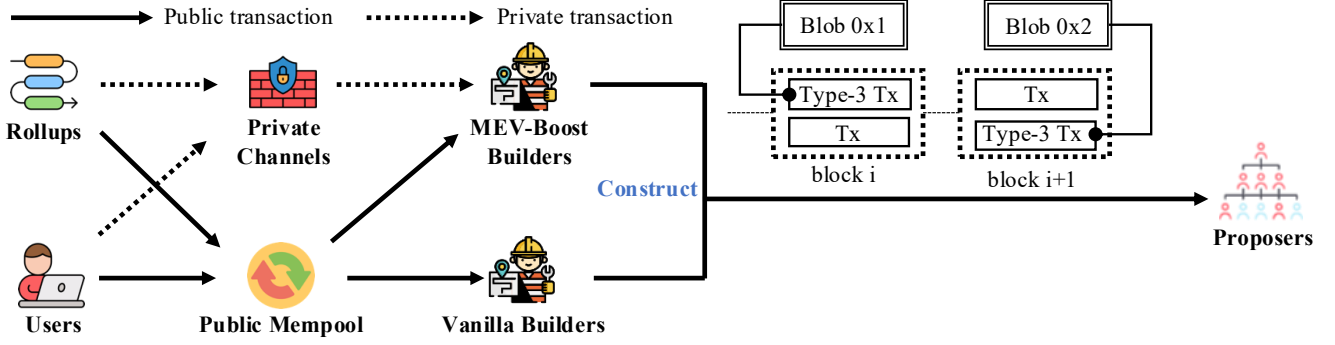 Public transaction
Private transaction
Blob 0x1
Blob 0x2
Type-3 Tx
Tx
Tx
Type-3 Tx
block i
block i+1
Rollups
Private
Channels
MEV-Boost
Builders
Construct
Proposers
Users
Public Mempool
Vanilla Builders